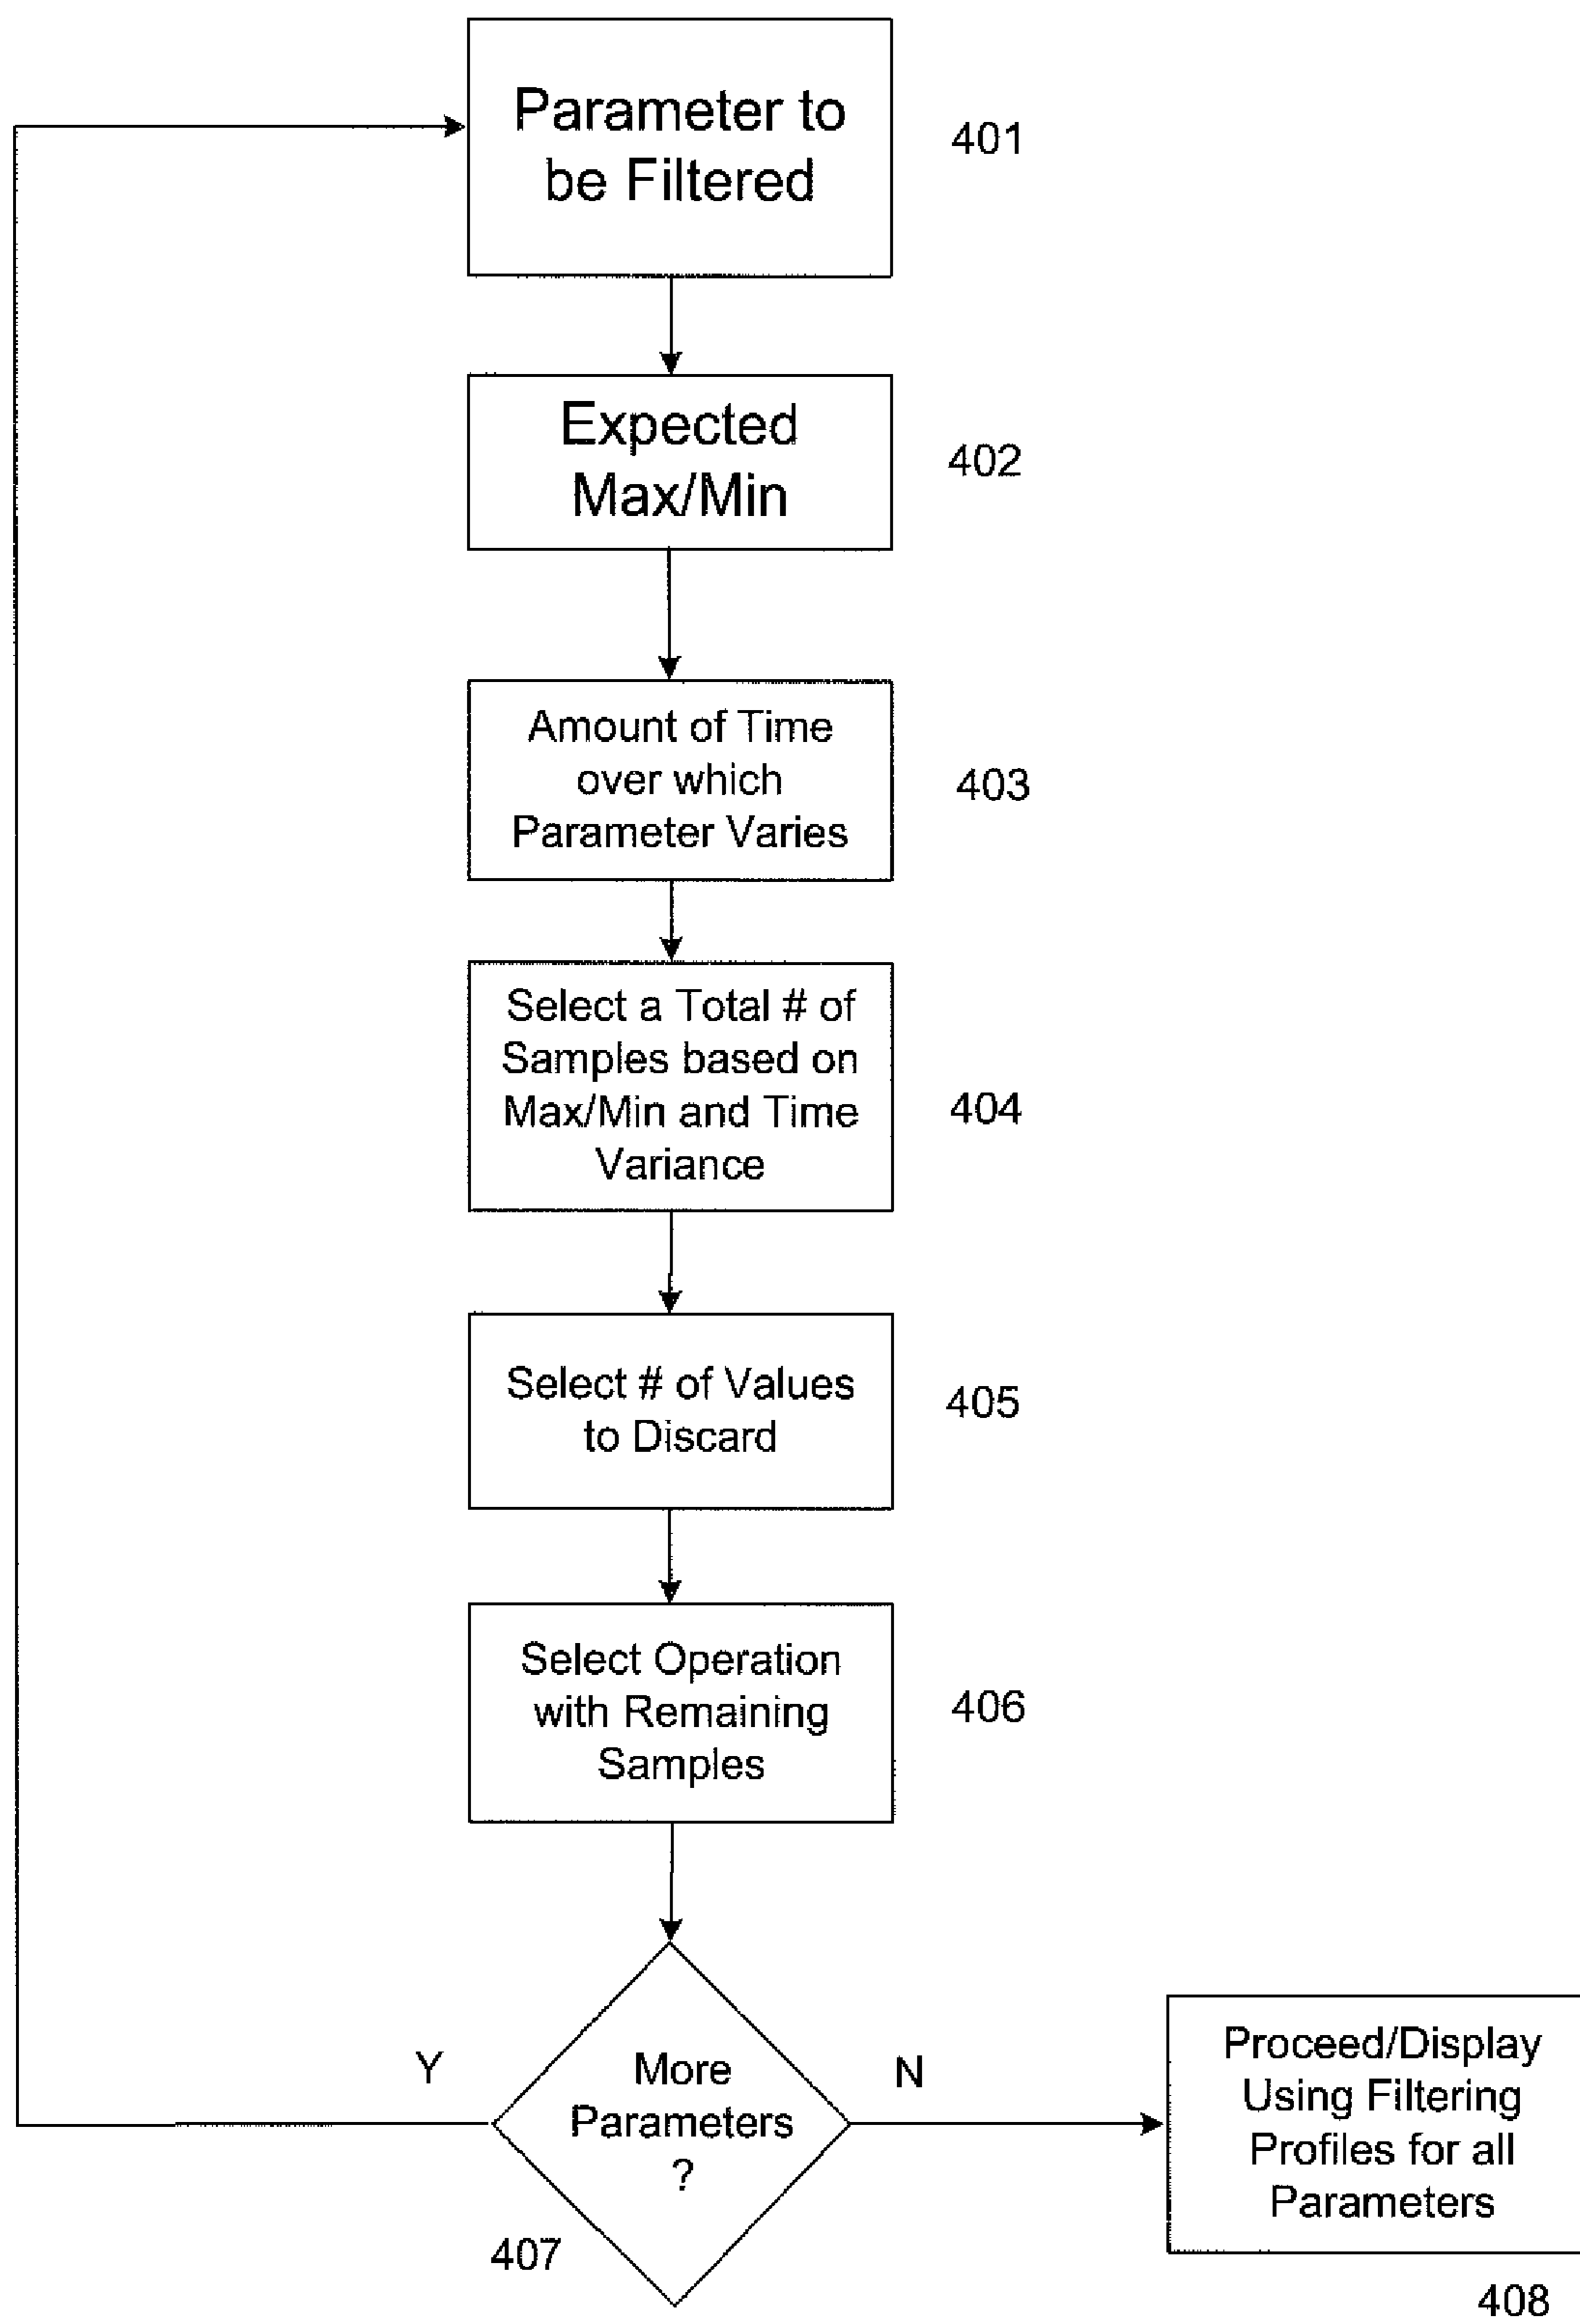 Parameter to
be Filtered
401
Expected
Max/Min
402
Amount of Time
over which
Parameter Varies
403
Select a Total # of
Samples based on
Max/Min and Time
Variance
404
Select # of Values
to Discard
405
Select Operation
with Remaining
Samples
406
Y
More
Parameters
?
N
407
Proceed/Display
Using Filtering
Profiles for all
Parameters
408